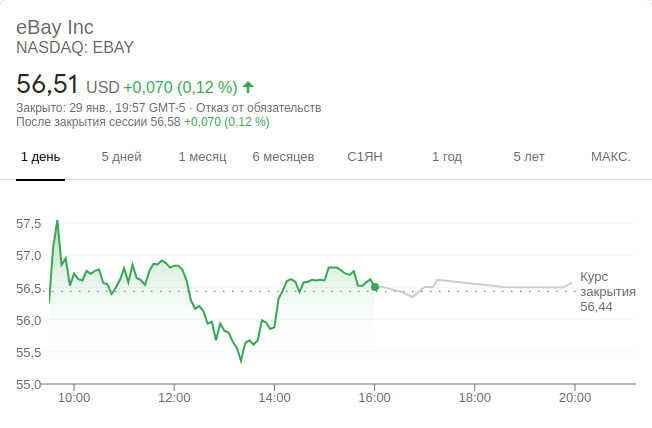 eBay Inc
NASDAQ: EBAY
56,51 USD +0,070 (0,12 %)
Закрыто: 29 янв., 19:57 GMT-5 · Отказ от обязательств
После закрытия сессии 56,58 +0,070 (0,12 %)
1 день 5 дней 1 месяц 6 месяцев С1ЯН 1 год 5 лет МАКС.
57,5
57,0
56,5
56,0
55,5
55,0
Курс
закрытия
56,44
10:00 12:00 14:00 16:00 18:00 20:00